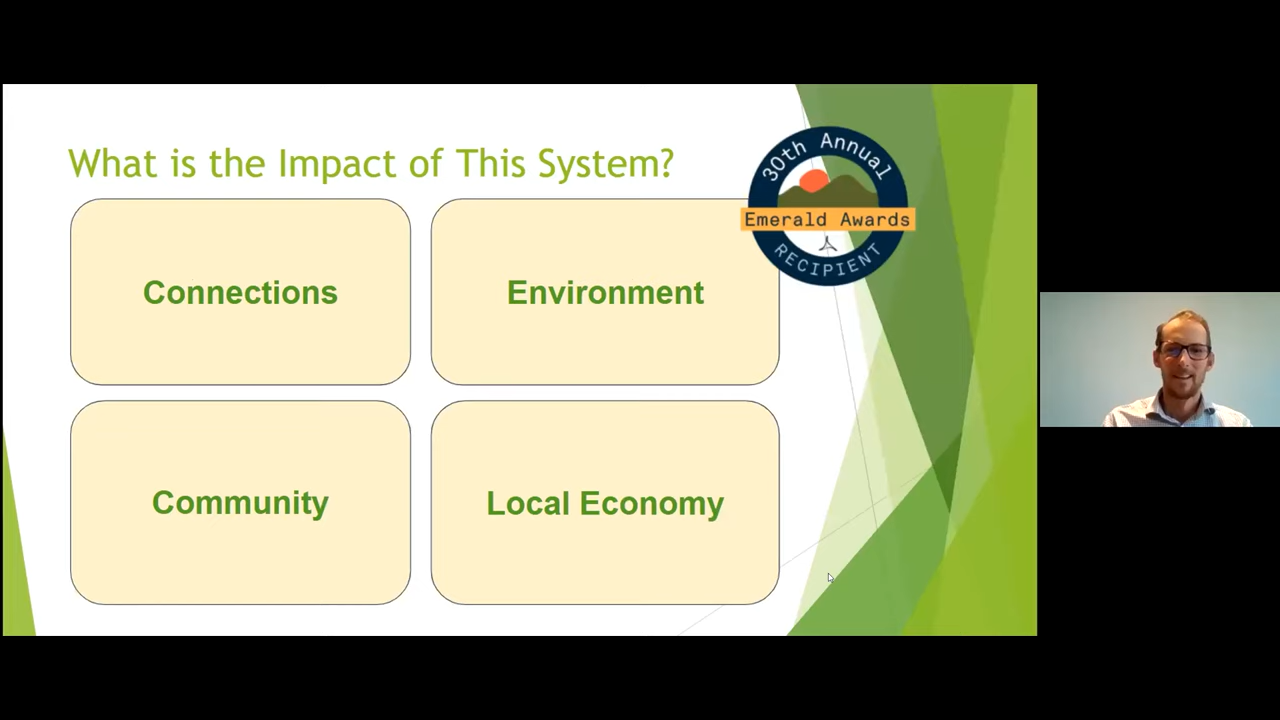 What is the Impact of This System?
30th Annual
Emerald Awards
RECIPIENT
Connections
Environment
Community
Local Economy